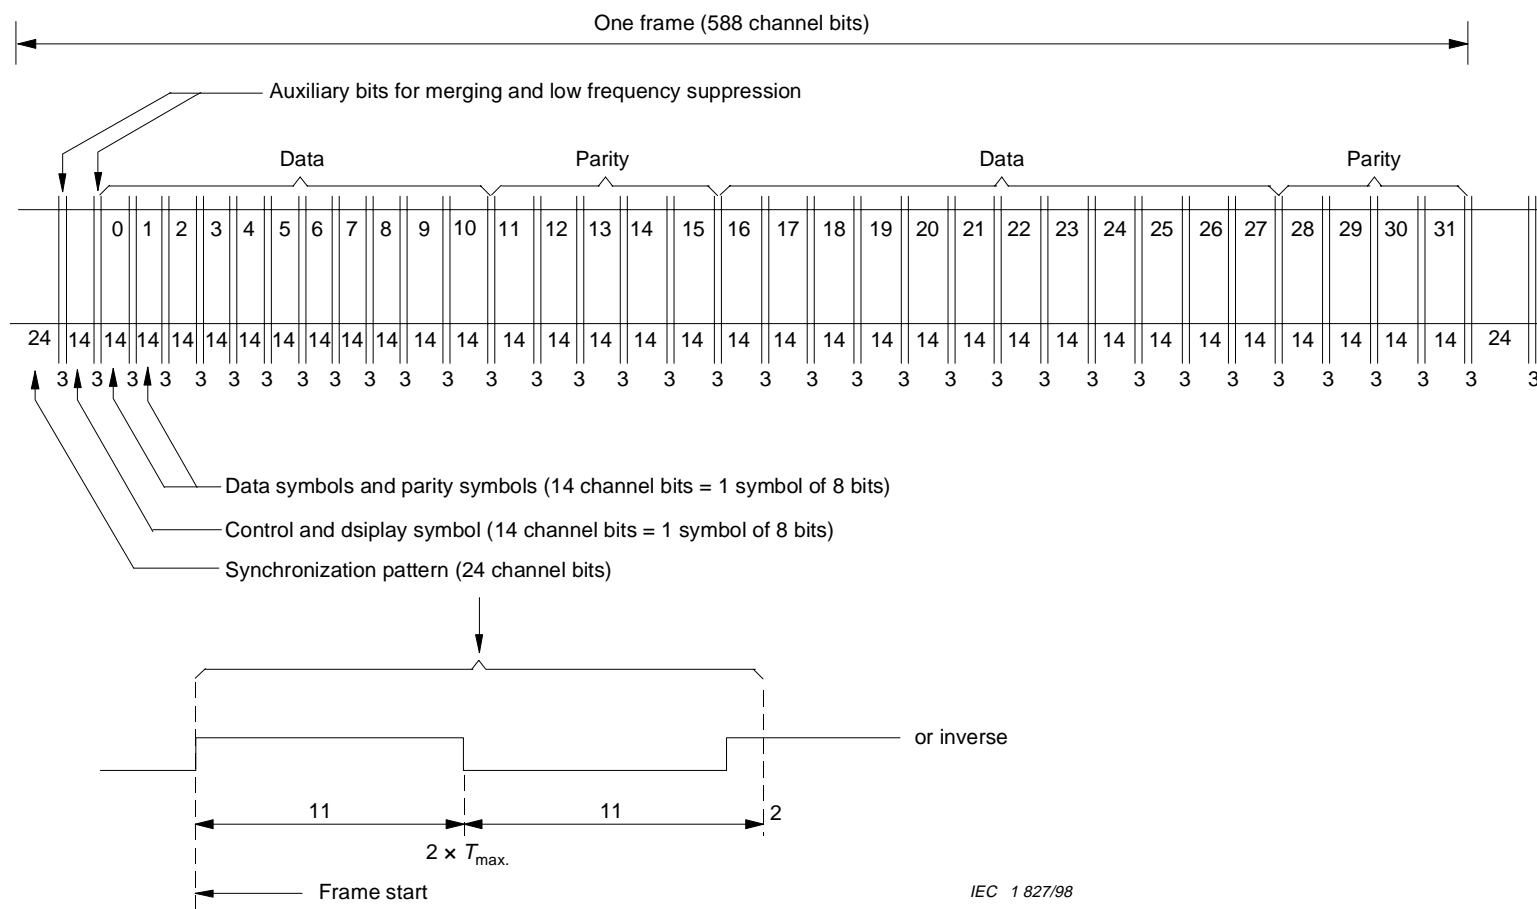 One frame (588 channel bits)
Auxiliary bits for merging and low frequency suppression
Data Parity Data Parity
0 1 2 3 4 5 6 7 8 9 10 11 12 13 14 15 16 17 18 19 20 21 22 23 24 25 26 27 28 29 30 31
24 14 14 14 14 14 14 14 14 14 14 14 14 14 14 14 14 14 14 14 14 14 14 14 14 14 14 14 14 14 14 14 14 14 24
3 3 3 3 3 3 3 3 3 3 3 3 3 3 3 3 3 3 3 3 3 3 3 3 3 3 3 3 3 3 3 3 3 3 3
Data symbols and parity symbols (14 channel bits = 1 symbol of 8 bits)
Control and dsiplay symbol (14 channel bits = 1 symbol of 8 bits)
Synchronization pattern (24 channel bits)
or inverse
11 11 2
2 × Tmax.
Frame start
IEC 1 827/98